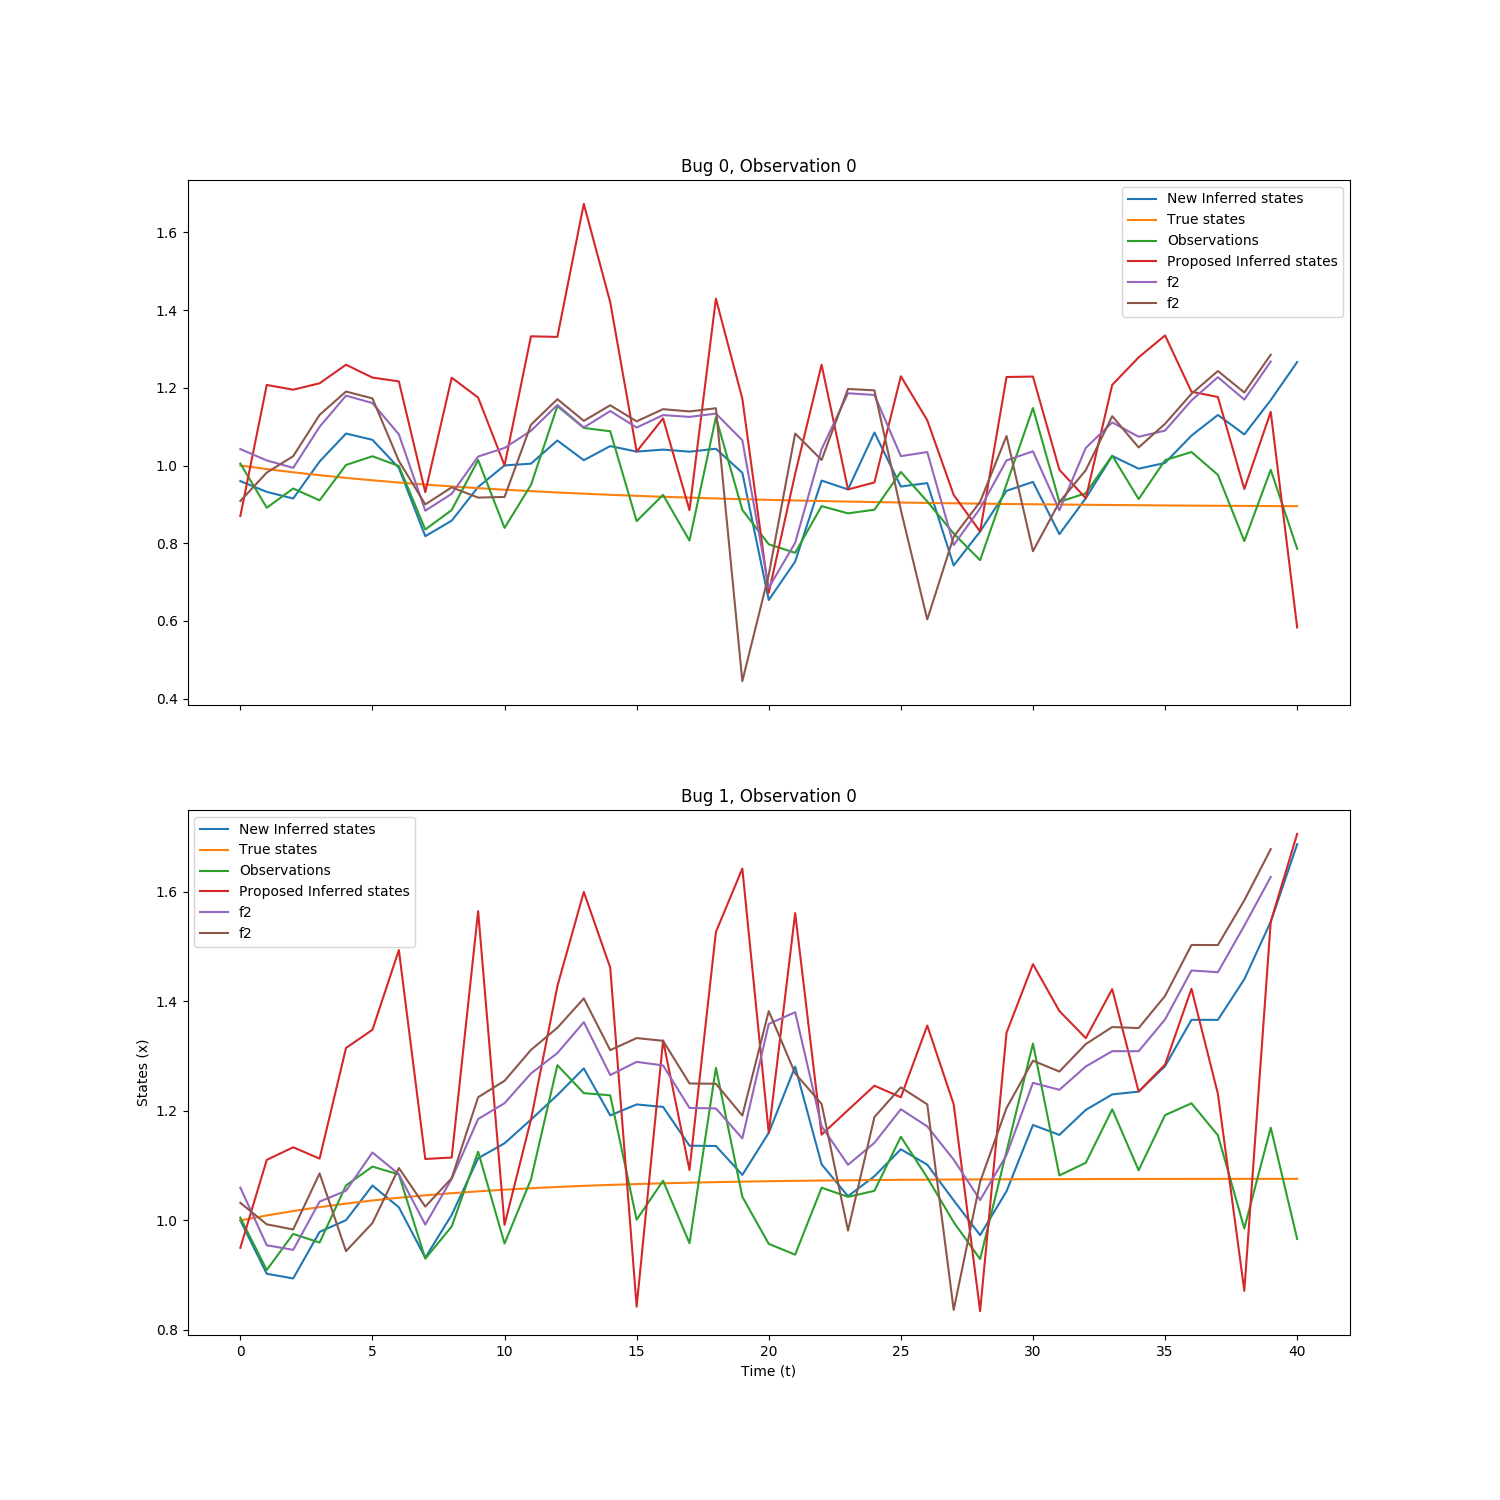 Bug 0, Observation 0
New Inferred states
True states
Observations
Proposed Inferred states
f2
f2
1.6
1.4
1.2
1.0
0.8
0.6
0.4
Bug 1, Observation 0
New Inferred states
True states
Observations
Proposed Inferred states
f2
f2
States (x)
1.6
1.4
1.2
1.0
0.8
0 5 10 15 20 25 30 35 40
Time (t)